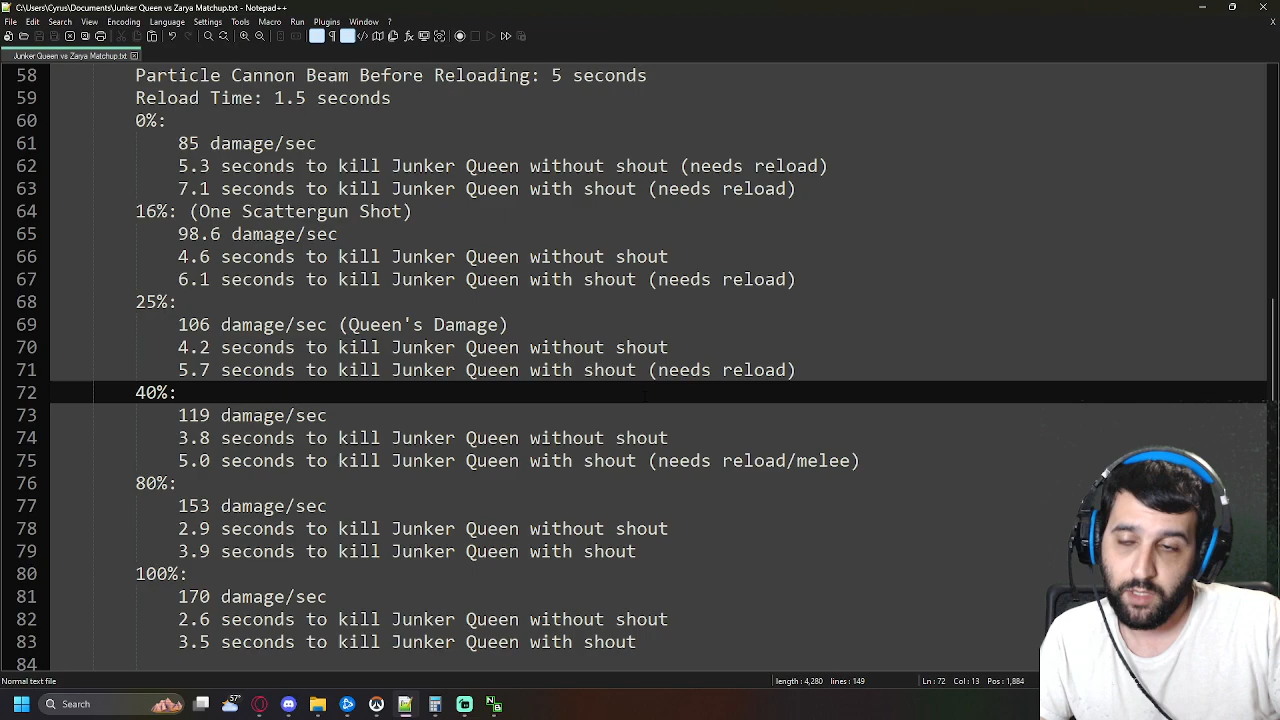 C:\Users\Cyrus\Documents\Junker Queen vs Zarya Matchup.txt - Notepad++
File Edit Search View Encoding Language Settings Tools Macro Run Plugins Window ?
Junker Queen vs Zarya Matchup.txt
58 Particle Cannon Beam Before Reloading: 5 seconds
59 Reload Time: 1.5 seconds
60 0%:
61 85 damage/sec
62 5.3 seconds to kill Junker Queen without shout (needs reload)
63 7.1 seconds to kill Junker Queen with shout (needs reload)
64 16%: (One Scattergun Shot)
65 98.6 damage/sec
66 4.6 seconds to kill Junker Queen without shout
67 6.1 seconds to kill Junker Queen with shout (needs reload)
68 25%:
69 106 damage/sec (Queen's Damage)
70 4.2 seconds to kill Junker Queen without shout
71 5.7 seconds to kill Junker Queen with shout (needs reload)
72 40%:
73 119 damage/sec
74 3.8 seconds to kill Junker Queen without shout
75 5.0 seconds to kill Junker Queen with shout (needs reload/melee)
76 80%:
77 153 damage/sec
78 2.9 seconds to kill Junker Queen without shout
79 3.9 seconds to kill Junker Queen with shout
80 100%:
81 170 damage/sec
82 2.6 seconds to kill Junker Queen without shout
83 3.5 seconds to kill Junker Queen with shout
84
Normal text file length : 4,280 lines : 149 Ln : 72 Col : 13 Pos : 1,884
Search